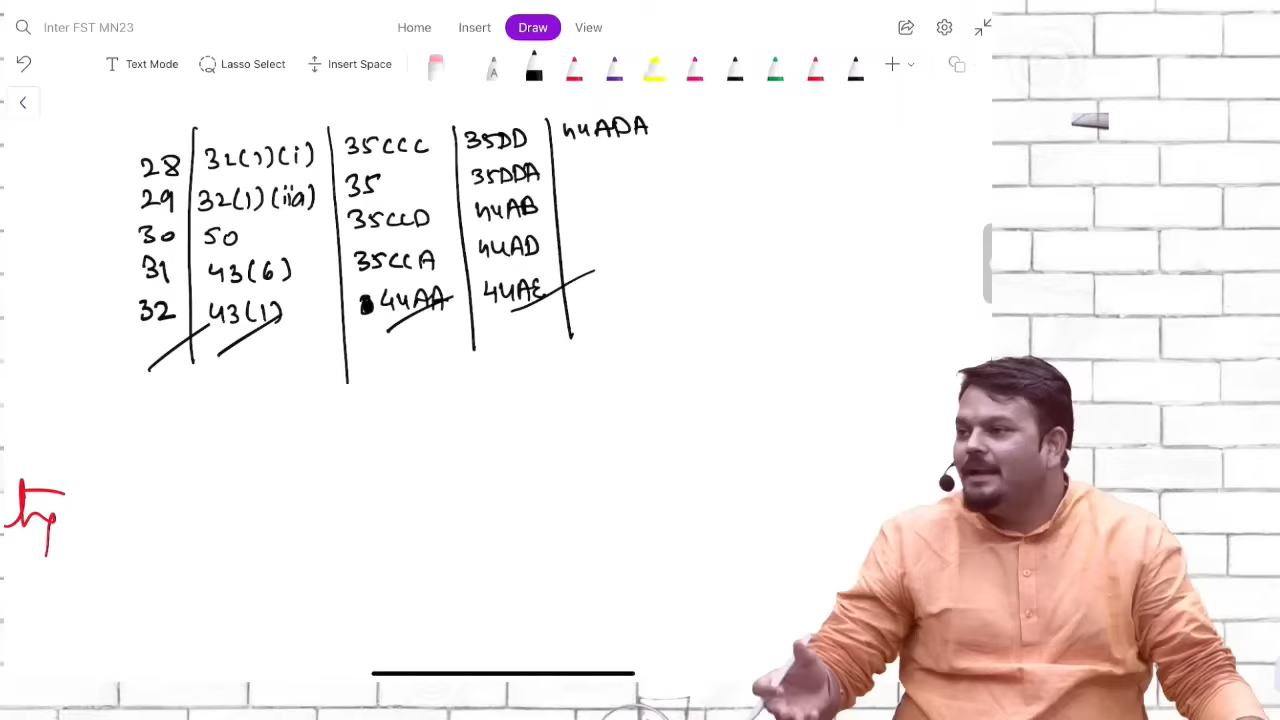 Inter FST MN23
Home Insert Draw View
Text Mode Lasso Select Insert Space
28 32(1)(i) 35CCC 35DD 44ADA
29 32(1)(iia) 35 35DDA
30 50 35CCD 44AB
31 43(6) 35CCA 44AD
32 43(1) 44AA 44AE